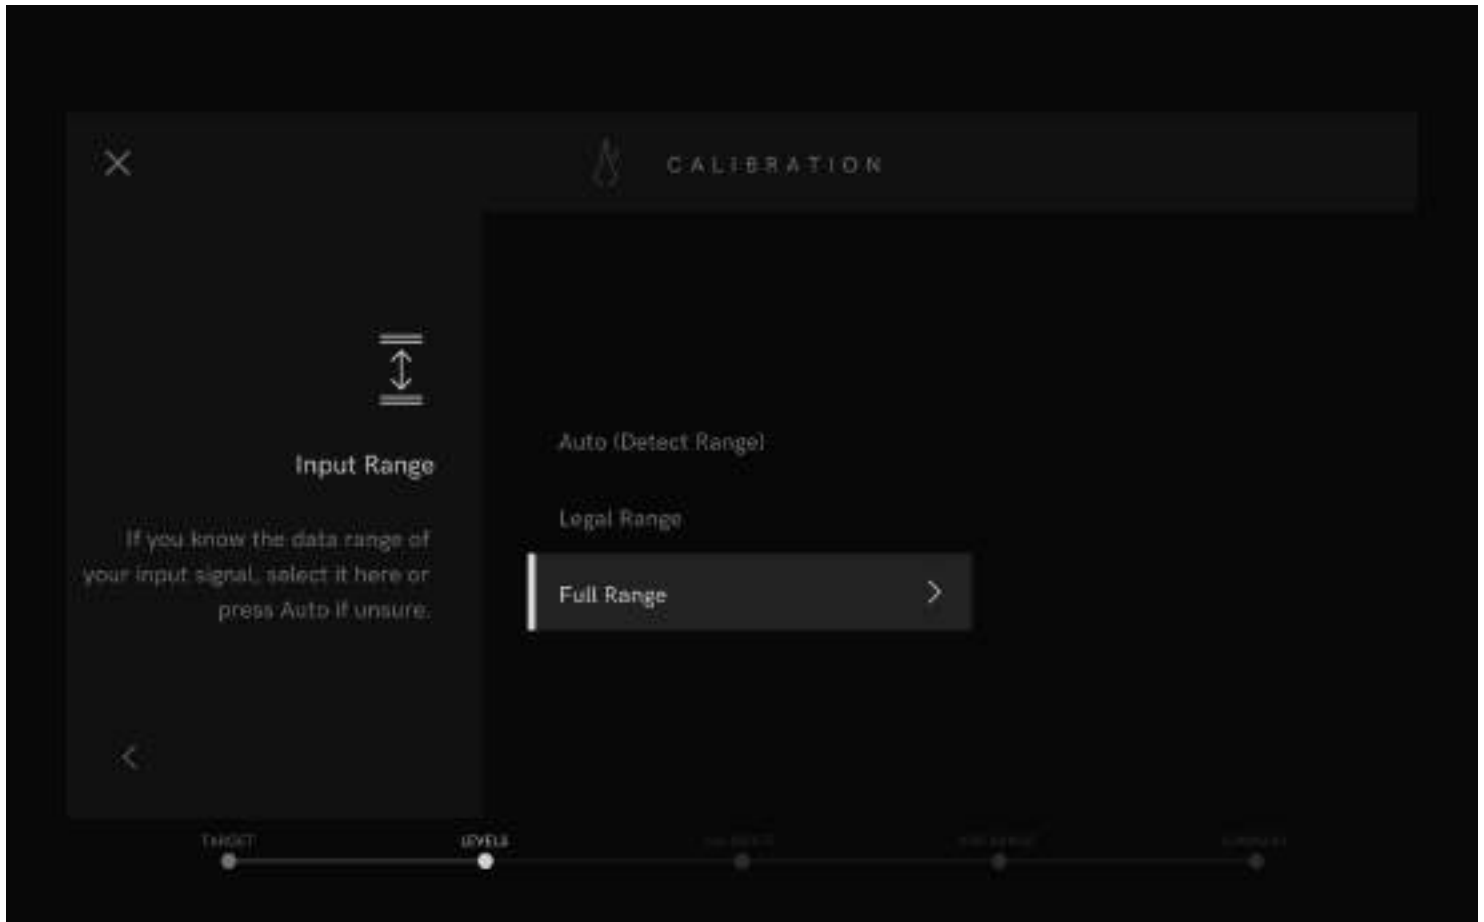 CALIBRATION
Input Range
If you know the data range of
your input signal, select it here or
press Auto if unsure.
Auto (Detect Range)
Legal Range
Full Range
TARGET
LEVELS